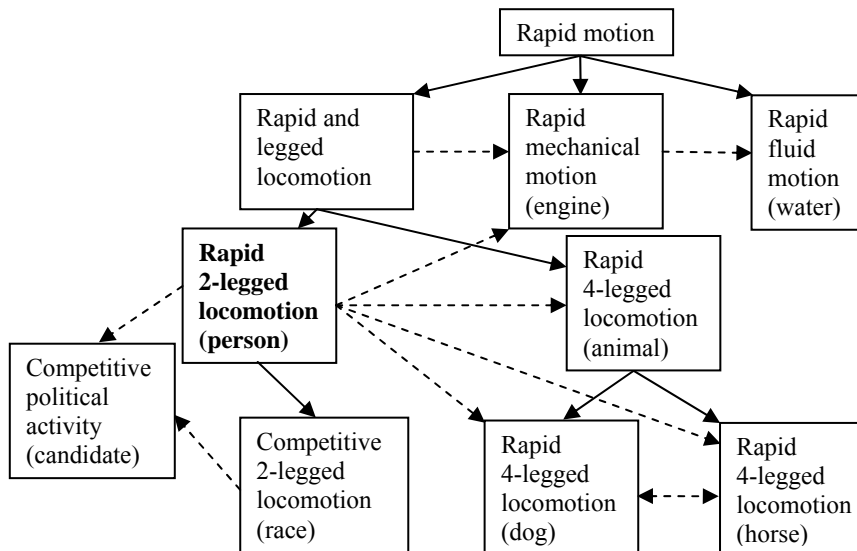 Rapid motion
Rapid and
legged
locomotion
Rapid
mechanical
motion
(engine)
Rapid
fluid
motion
(water)
Rapid
2-legged
locomotion
(person)
Rapid
4-legged
locomotion
(animal)
Competitive
political
activity
(candidate)
Competitive
2-legged
locomotion
(race)
Rapid
4-legged
locomotion
(dog)
Rapid
4-legged
locomotion
(horse)